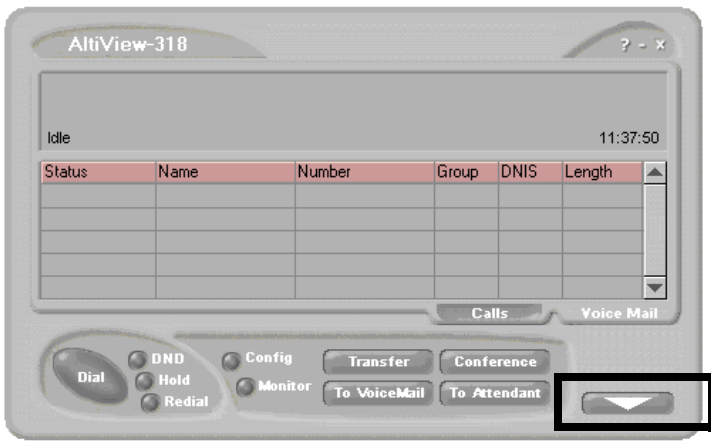 AltiView-318
? - x
Idle 11:37:50
Status Name Number Group DNIS Length
Calls Voice Mail
Dial
DND
Hold
Redial
Config
Monitor
Transfer Conference
To VoiceMail To Attendant